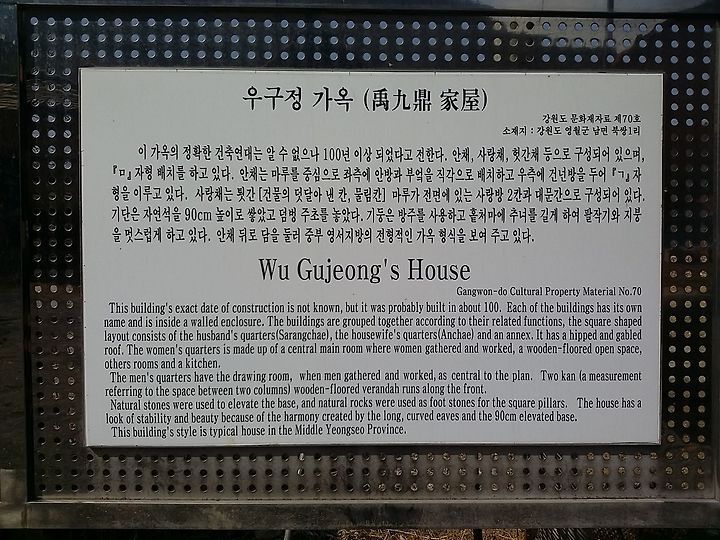 우구정 가옥 (禹九鼎 家屋)
강원도 문화재자료 제70호
소재지 : 강원도 영월군 남면 북쌍1리
이 가옥의 정확한 건축연대는 알 수 없으나 100년 이상 되었다고 전한다. 안채, 사랑채, 헛간채 등으로 구성되어 있으며,
『ㅁ』자형 배치를 하고 있다. 안채는 마루를 중심으로 좌측에 안방과 부엌을 직각으로 배치하고 우측에 건넌방을 두어 『ㄱ』자
형을 이루고 있다. 사랑채는 툇간 [건물의 덧달아 낸 칸, 물림칸] 마루가 전면에 있는 사랑방 2칸과 대문간으로 구성되어 있다.
기단은 자연석을 90cm 높이로 쌓았고 덤벙 주초를 놓았다. 기둥은 방주를 사용하고 홑처마에 추녀를 길게 하여 팔작기와 지붕
을 멋스럽게 하고 있다. 안채 뒤로 담을 둘러 중부 영서지방의 전형적인 가옥 형식을 보여 주고 있다.
Wu Gujeong's House
Gangwon-do Cultural Property Material No.70
This building's exact date of construction is not known, but it was probably built in about 100. Each of the buildings has its own
name and is inside a walled enclosure. The buildings are grouped together according to their related functions, the square shaped
layout consists of the husband's quarters(Sarangchae), the housewife's quarters(Anchae) and an annex. It has a hipped and gabled
roof. The women's quarters is made up of a central main room where women gathered and worked, a wooden-floored open space,
others rooms and a kitchen.
The men's quarters have the drawing room, when men gathered and worked, as central to the plan. Two kan (a measurement
referring to the space between two columns) wooden-floored verandah runs along the front.
Natural stones were used to elevate the base, and natural rocks were used as foot stones for the square pillars. The house has a
look of stability and beauty because of the harmony created by the long, curved eaves and the 90cm elevated base.
This building's style is typical house in the Middle Yeongseo Province.